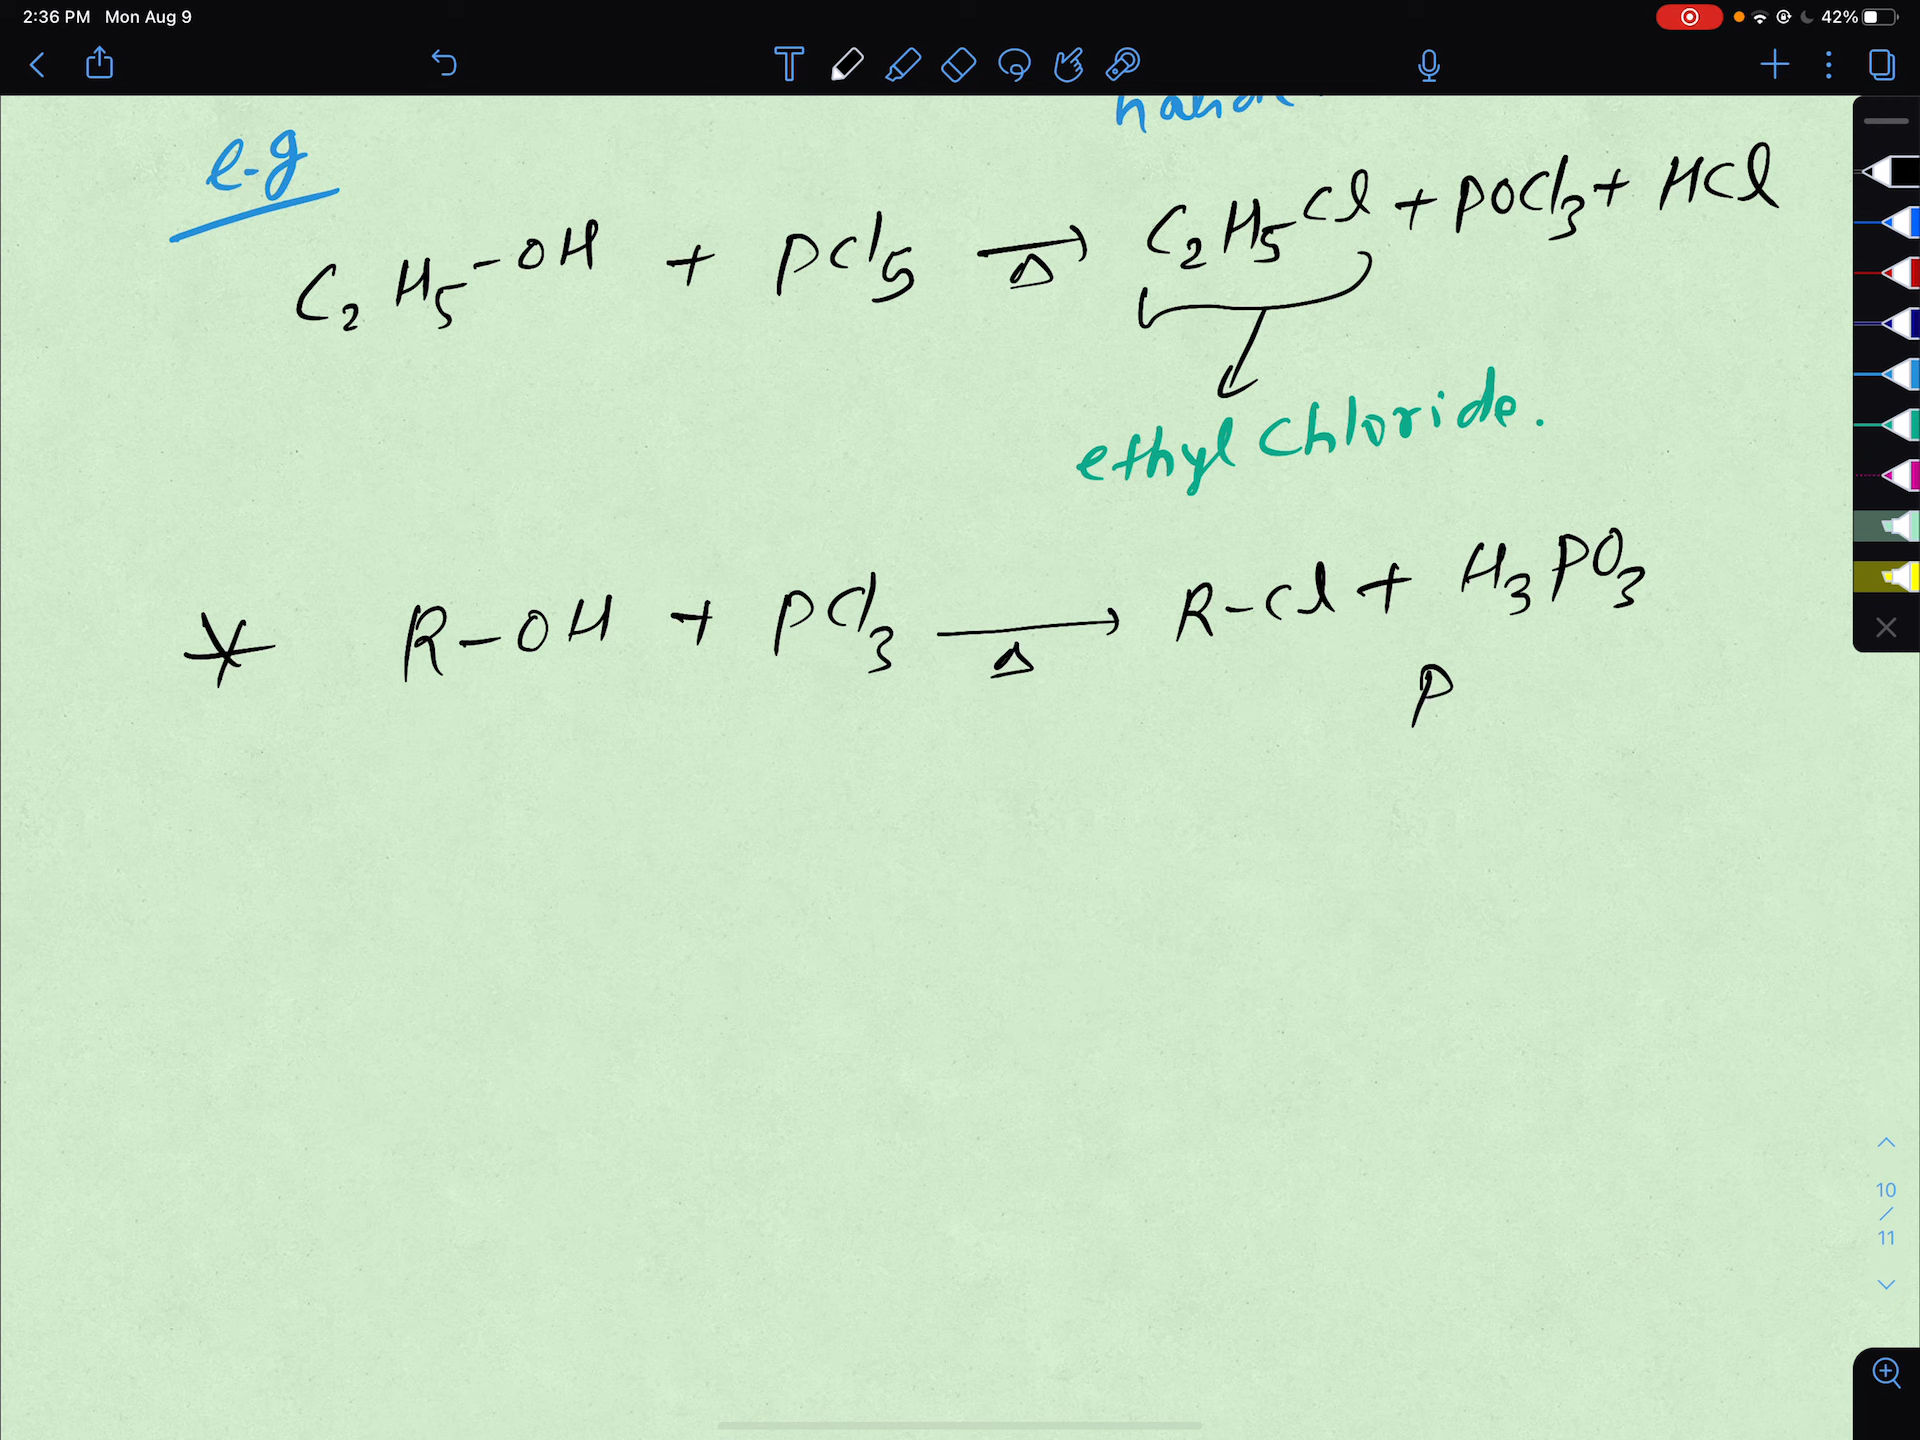 2:36 PM Mon Aug 9
42%
e-g
C₂H₅-OH + PCl₅ →Δ C₂H₅Cl + POCl₃ + HCl
ethyl Chloride.
R-OH + PCl₃ →Δ R-Cl + H₃PO₃
P
10
/
11